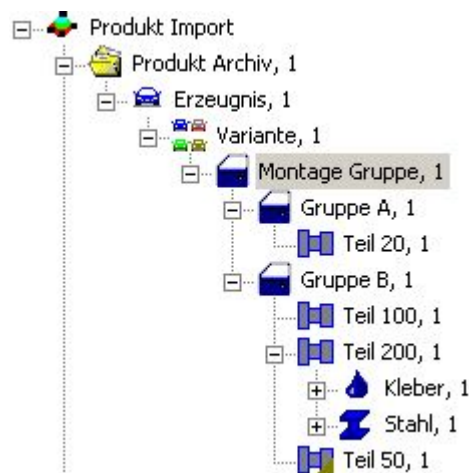 Produkt Import
Produkt Archiv, 1
Erzeugnis, 1
Variante, 1
Montage Gruppe, 1
Gruppe A, 1
Teil 20, 1
Gruppe B, 1
Teil 100, 1
Teil 200, 1
Kleber, 1
Stahl, 1
Teil 50, 1